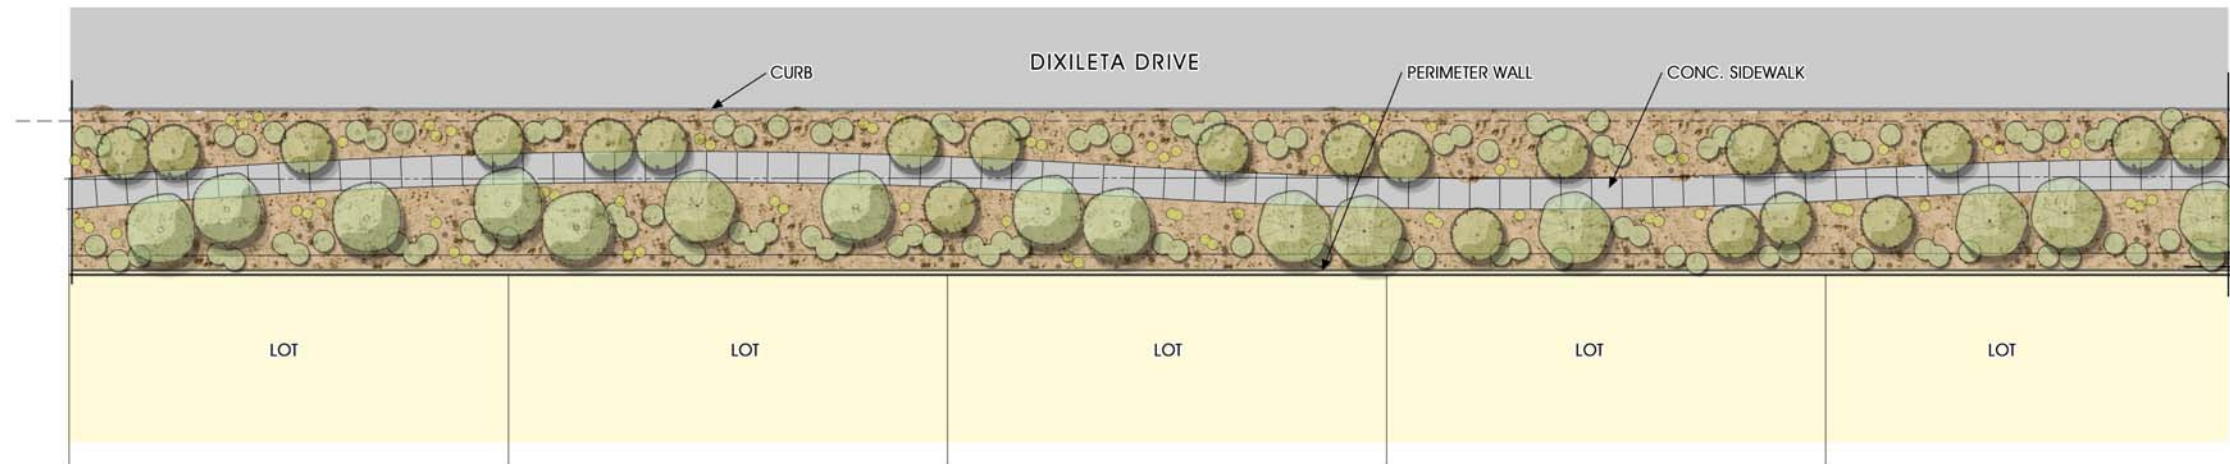 DIXILETA DRIVE
CURB
PERIMETER WALL
CONC. SIDEWALK
LOT
LOT
LOT
LOT
LOT